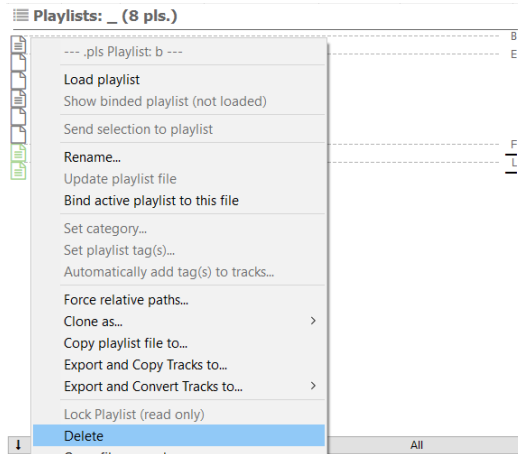 Playlists: _ (8 pls.)
B
--- .pls Playlist: b ---
E
Load playlist
Show binded playlist (not loaded)
Send selection to playlist
F
Rename...
L
Update playlist file
Bind active playlist to this file
Set category...
Set playlist tag(s)...
Automatically add tag(s) to tracks...
Force relative paths...
Clone as...
Copy playlist file to...
Export and Copy Tracks to...
Export and Convert Tracks to...
Lock Playlist (read only)
Delete
All